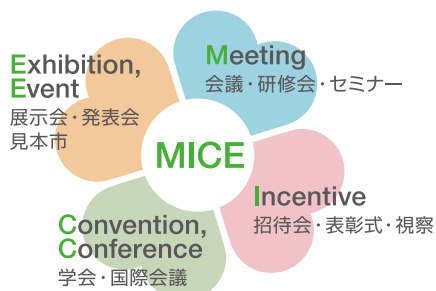 Meeting
会議・研修会・セミナー
Exhibition,
Event
展示会・発表会
見本市
MICE
Incentive
招待会・表彰式・視察
Convention,
Conference
学会・国際会議